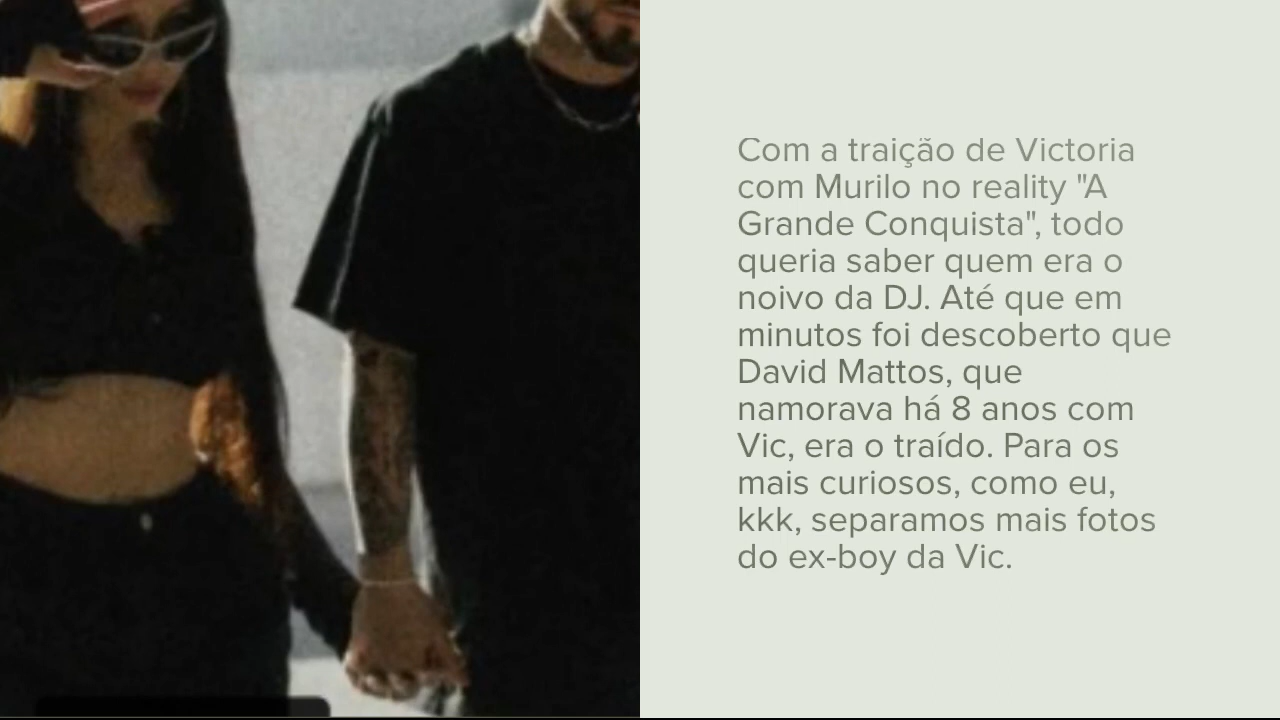 Com a traição de Victoria
com Murilo no reality "A
Grande Conquista", todo
queria saber quem era o
noivo da DJ. Até que em
minutos foi descoberto que
David Mattos, que
namorava há 8 anos com
Vic, era o traído. Para os
mais curiosos, como eu,
kkk, separamos mais fotos
do ex-boy da Vic.